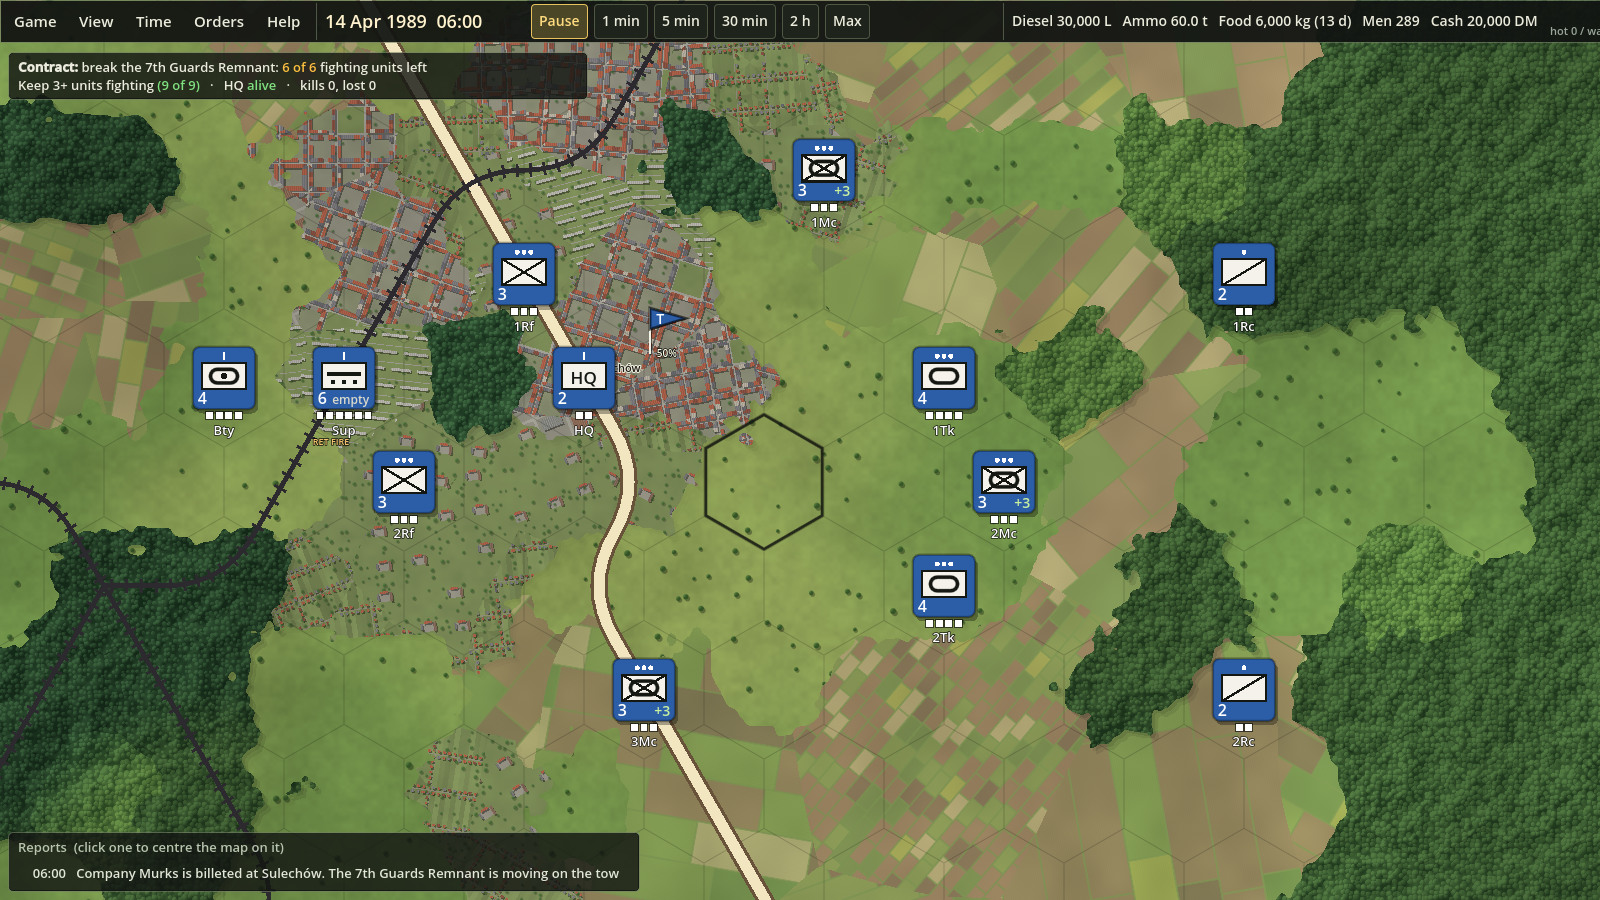 Game View Time Orders Help 14 Apr 1989 06:00 Pause 1 min 5 min 30 min 2 h Max Diesel 30,000 L Ammo 60.0 t Food 6,000 kg (13 d) Men 289 Cash 20,000 DM
hot 0 /
Contract: break the 7th Guards Remnant: 6 of 6 fighting units left
Keep 3+ units fighting (9 of 9) · HQ alive · kills 0, lost 0
3 +3
1Mc
3
1Rf
2
1Rc
T
50%
4
Bty
6 empty
Sup
RET FIRE
HQ
2
HQ
4
1Tk
3
2Rf
3 +3
2Mc
4
2Tk
3 +3
3Mc
2
2Rc
Reports (click one to centre the map on it)
06:00 Company Murks is billeted at Sulechów. The 7th Guards Remnant is moving on the tow